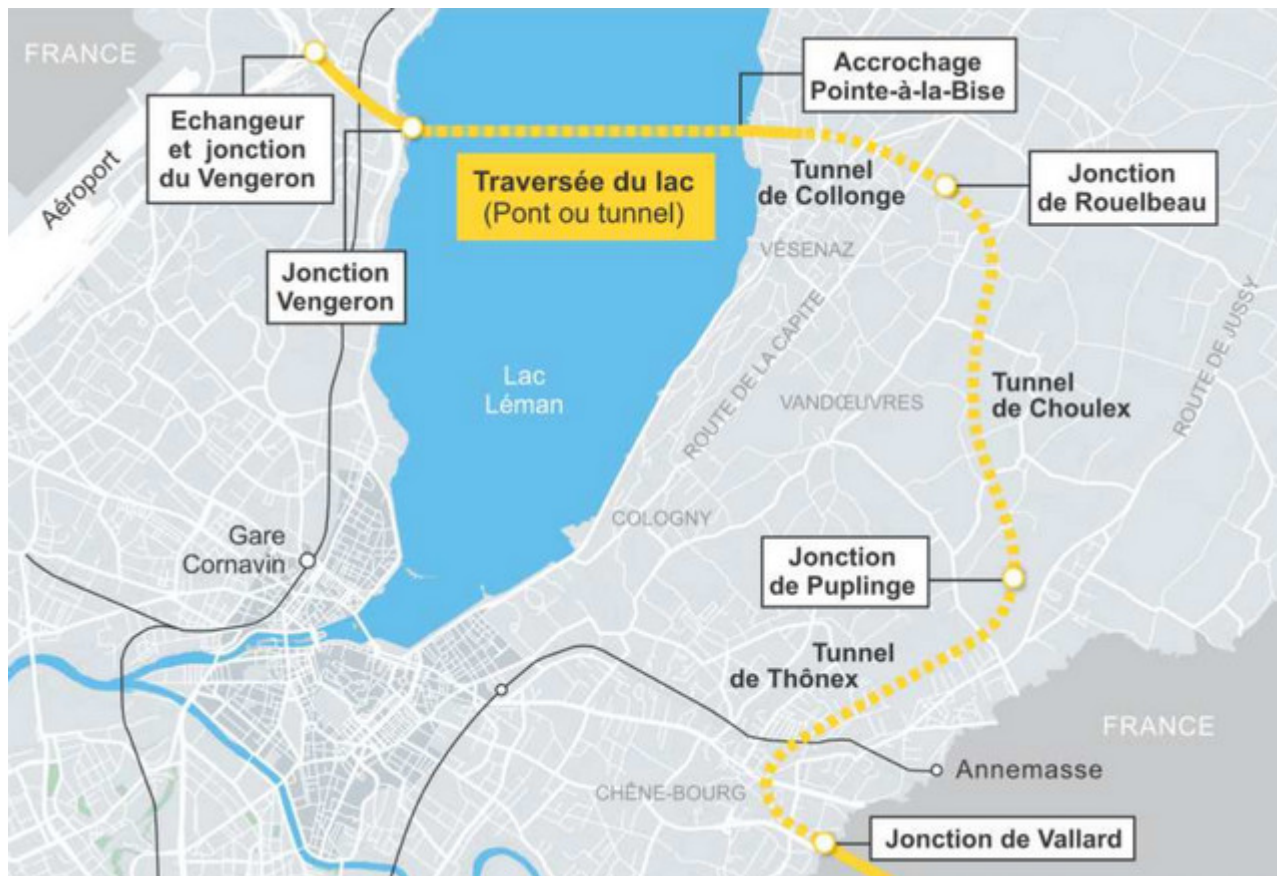 FRANCE
Echangeur
et jonction
du Vengeron
Aéroport
Jonction
Vengeron
Traversée du lac
(Pont ou tunnel)
Accrochage
Pointe-à-la-Bise
Tunnel
de Collonge
Jonction
de Rouelbeau
VÉSENAZ
ROUTE DE LA CAPITE
ROUTE DE JUSSY
Lac
Léman
VANDŒUVRES
Tunnel
de Choulex
COLOGNY
Gare
Cornavin
Jonction
de Puplinge
Tunnel
de Thônex
FRANCE
Annemasse
CHÊNE-BOURG
Jonction de Vallard